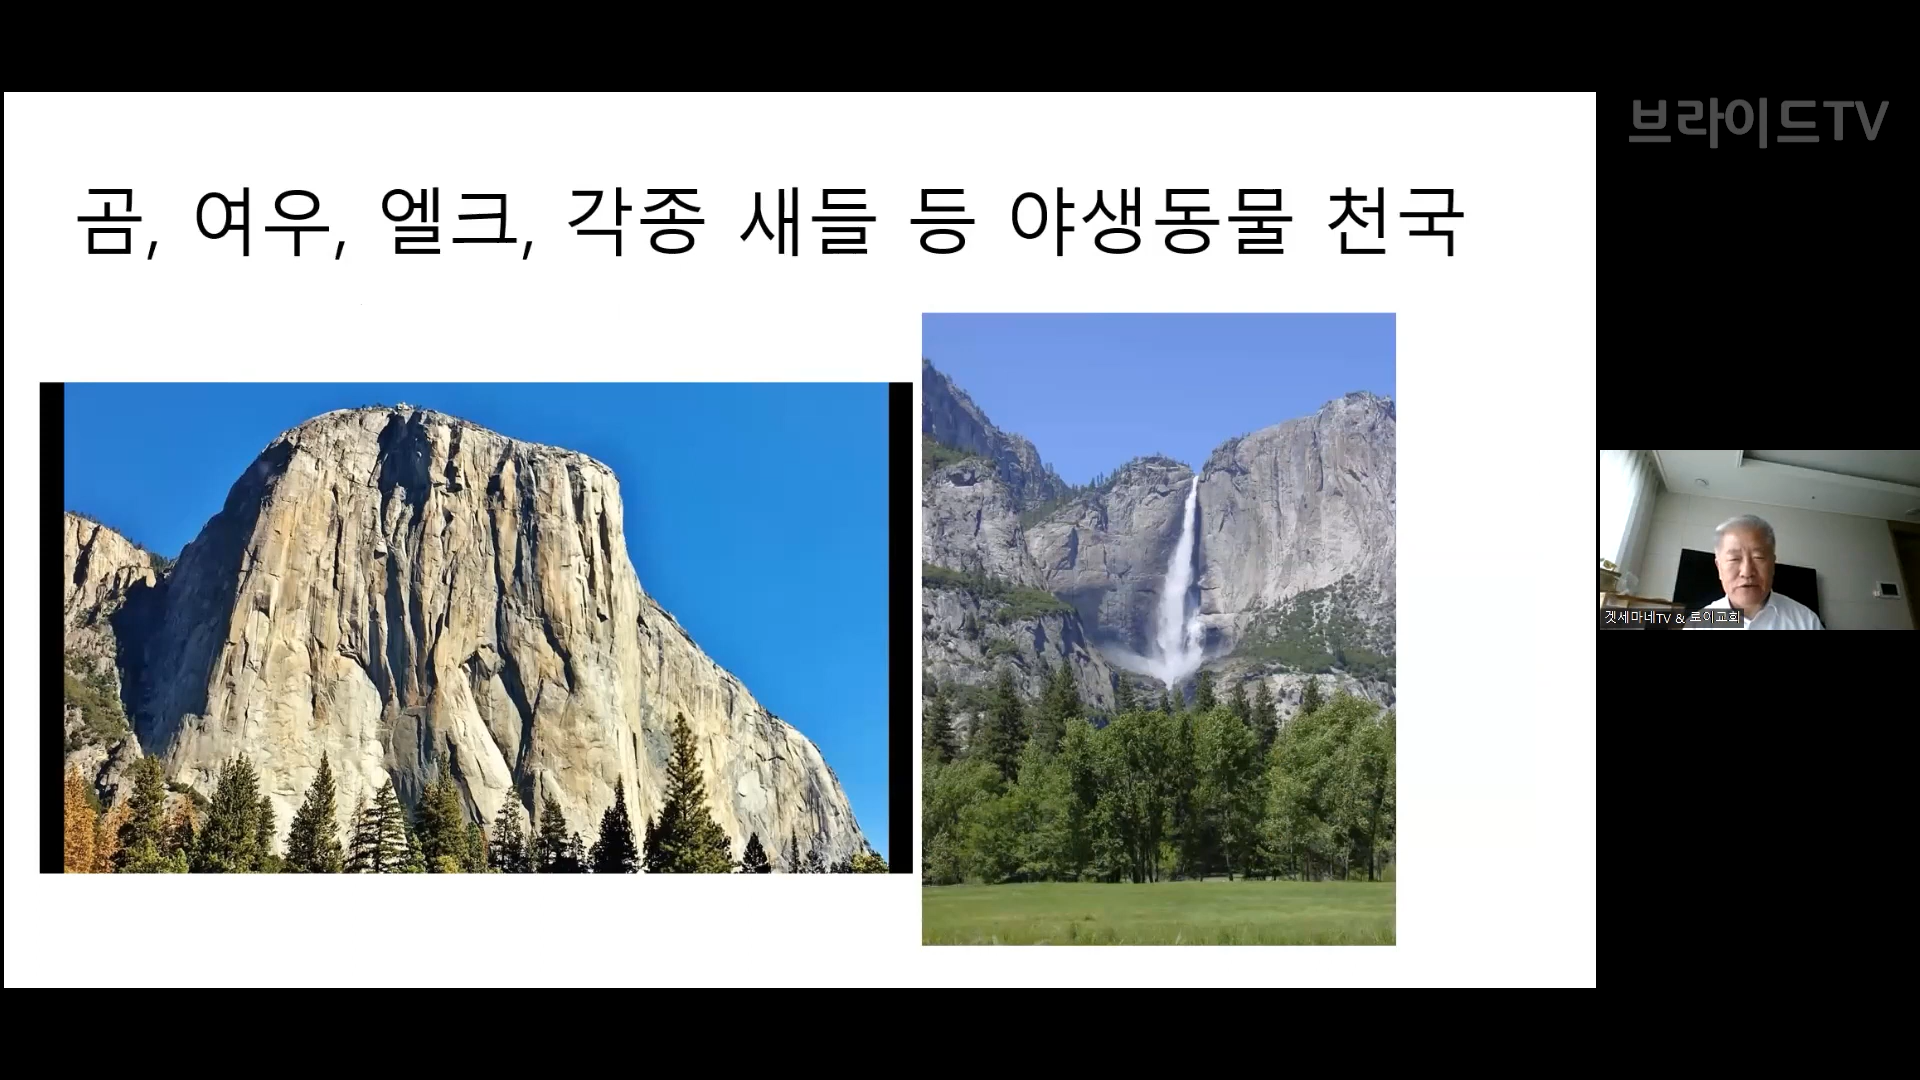 브라이드TV
곰, 여우, 엘크, 각종 새들 등 야생동물 천국
겟세마네TV & 로이교회